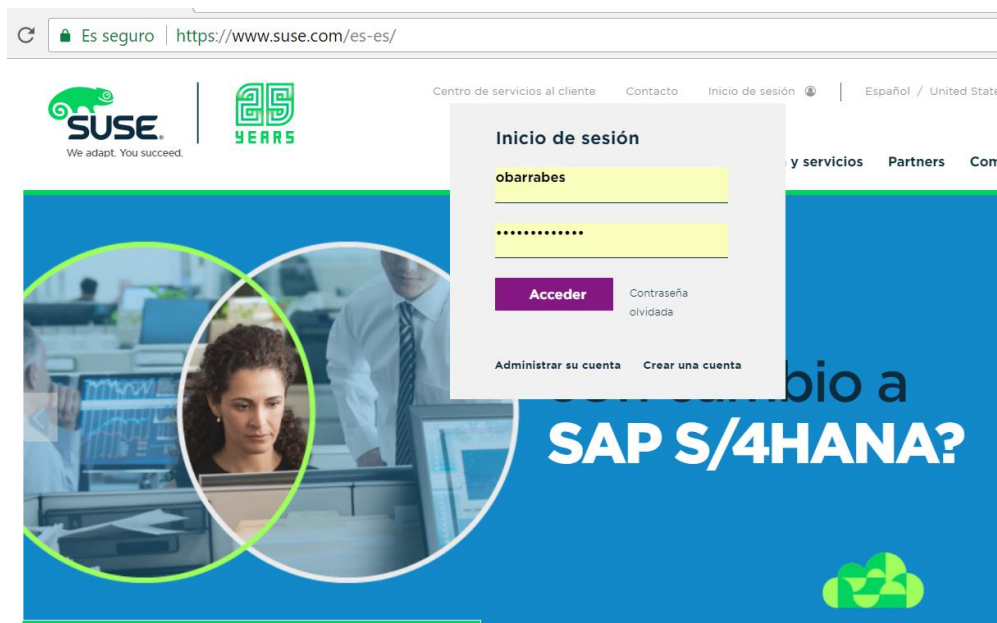 Es seguro https://www.suse.com/es-es/
Centro de servicios al cliente Contacto Inicio de sesión Español / United State
SUSE.
We adapt. You succeed.
25
YEARS
Inicio de sesión
y servicios Partners Com
obarrabes
•••••••••••••
Acceder
Contraseña
olvidada
Administrar su cuenta Crear una cuenta
bio a
SAP S/4HANA?